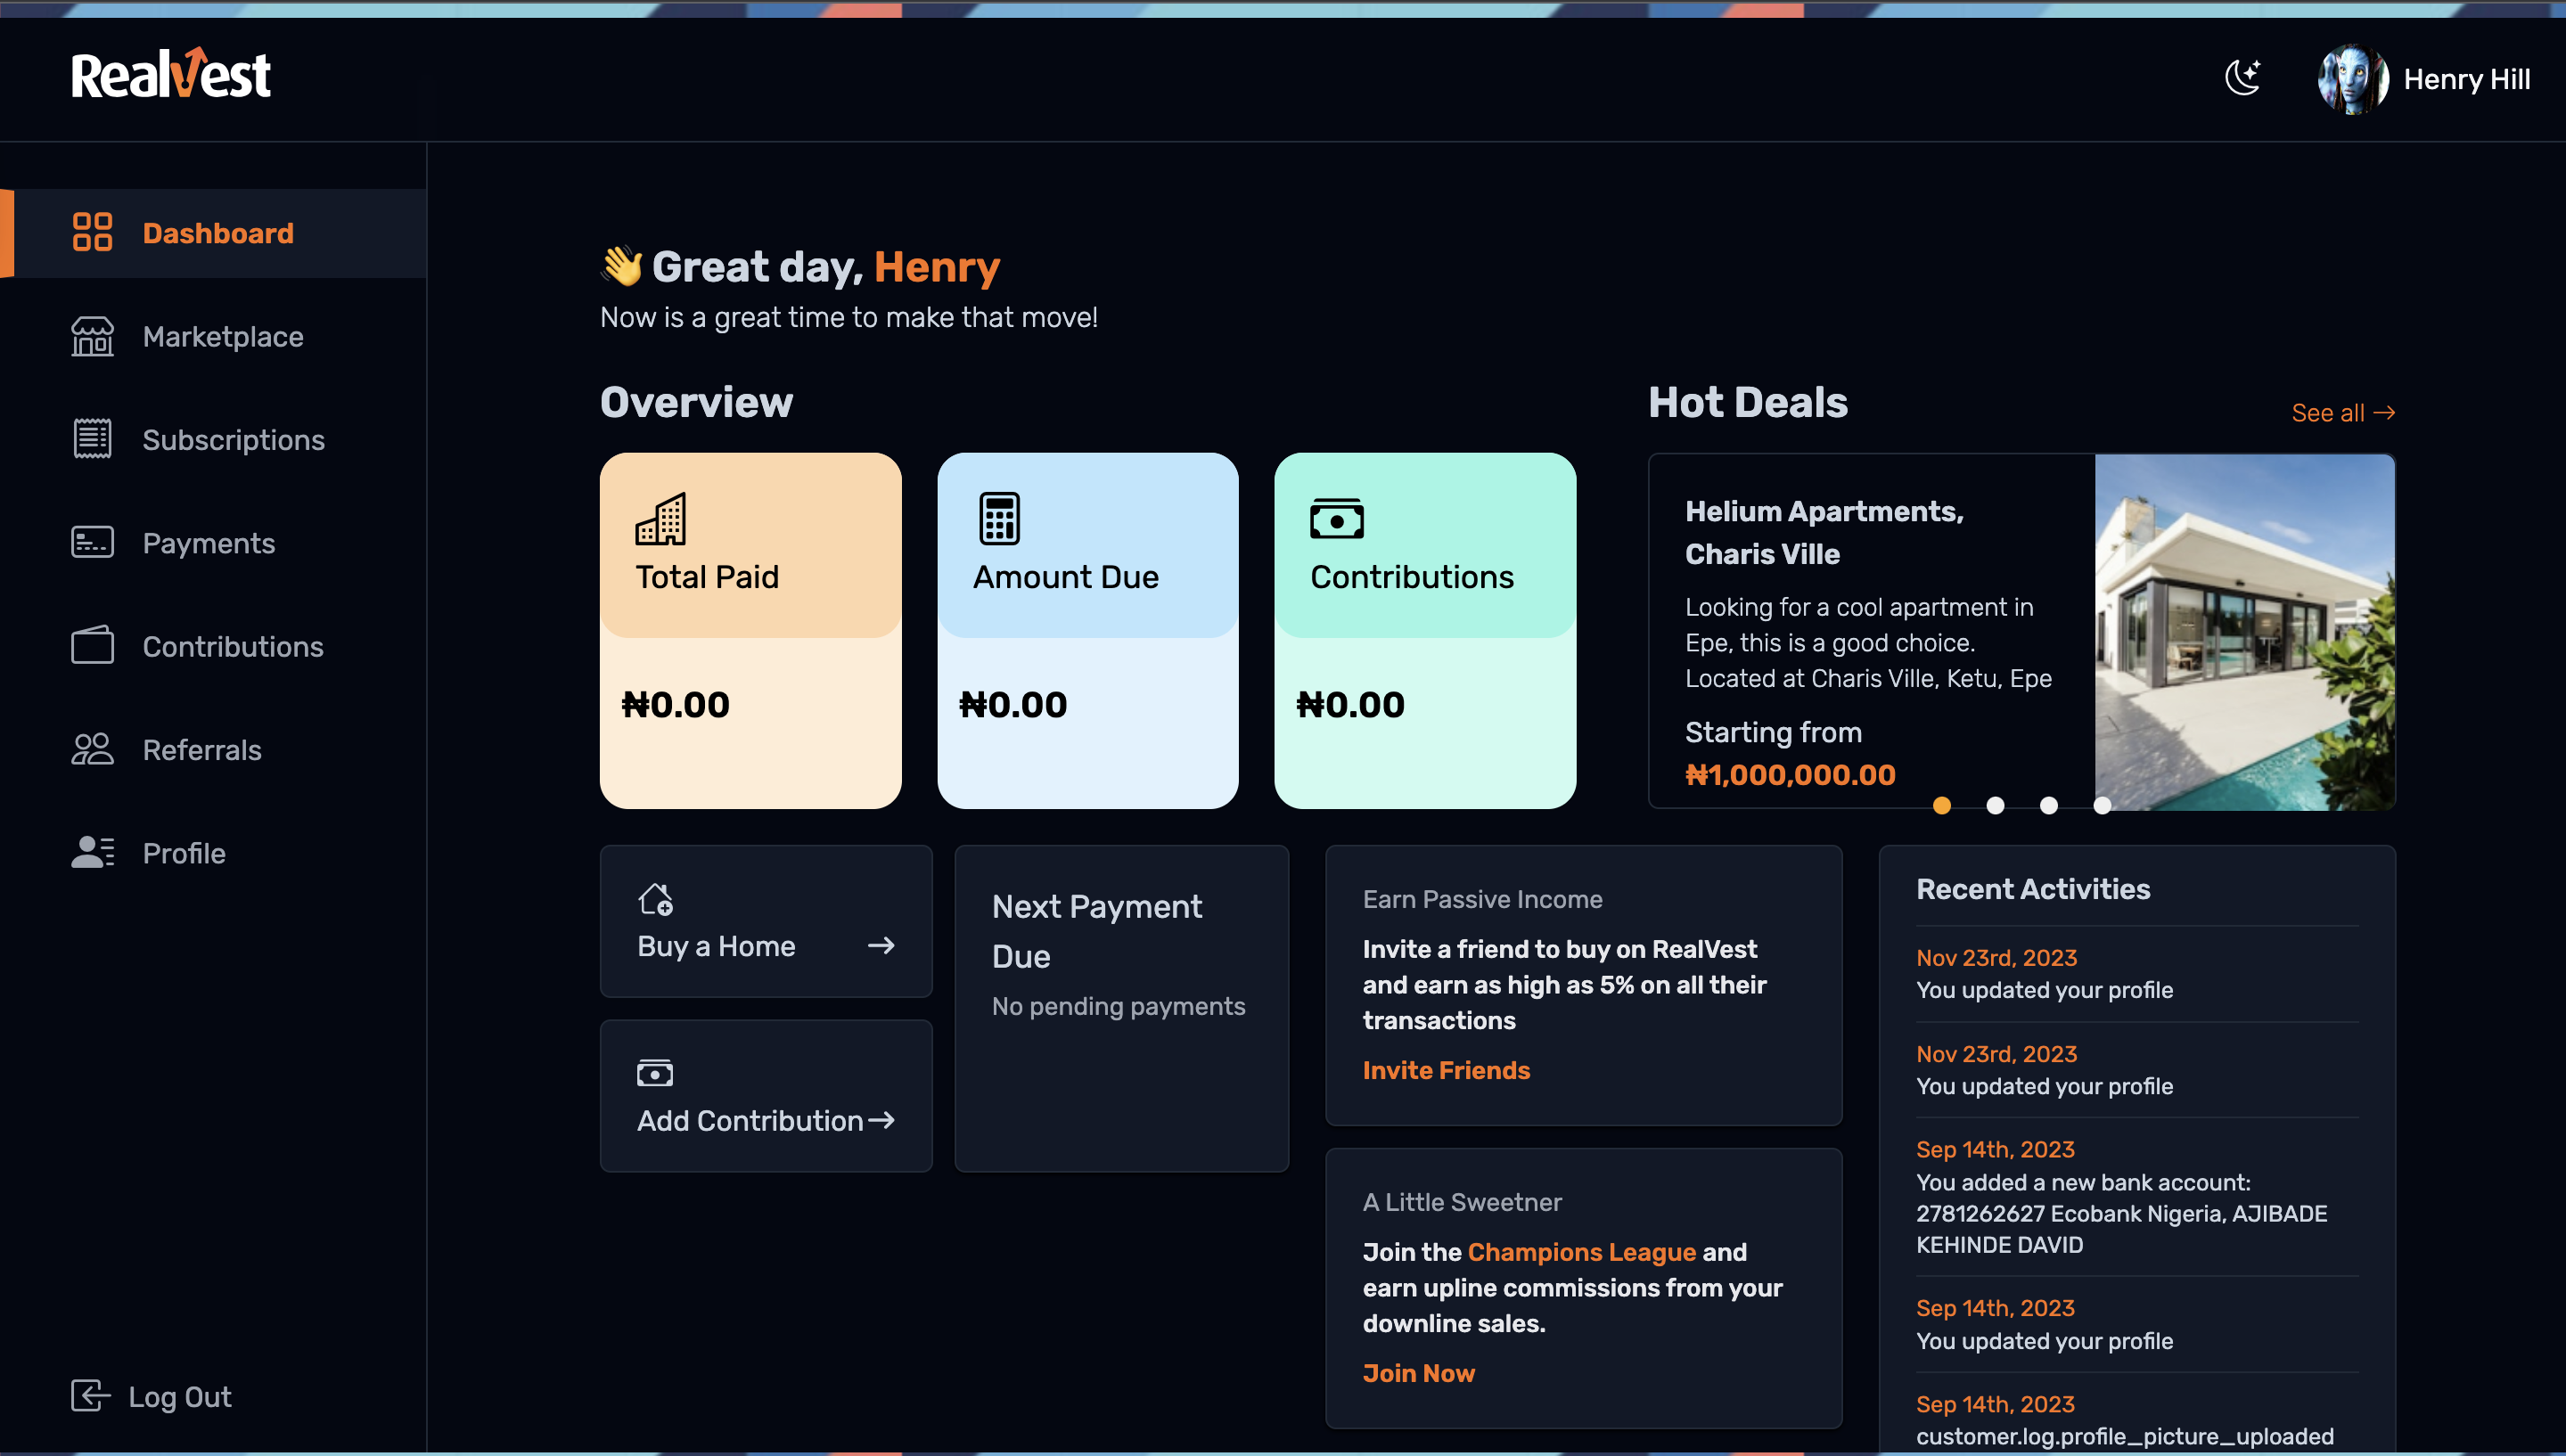 RealVest
Henry Hill
Dashboard
Marketplace
Subscriptions
Payments
Contributions
Referrals
Profile
Log Out
Great day, Henry
Now is a great time to make that move!
Overview
Total Paid
₦0.00
Amount Due
₦0.00
Contributions
₦0.00
Hot Deals
See all
Helium Apartments,
Charis Ville
Looking for a cool apartment in
Epe, this is a good choice.
Located at Charis Ville, Ketu, Epe
Starting from
₦1,000,000.00
Buy a Home
Add Contribution
Next Payment
Due
No pending payments
Earn Passive Income
Invite a friend to buy on RealVest
and earn as high as 5% on all their
transactions
Invite Friends
A Little Sweetner
Join the Champions League and
earn upline commissions from your
downline sales.
Join Now
Recent Activities
Nov 23rd, 2023
You updated your profile
Nov 23rd, 2023
You updated your profile
Sep 14th, 2023
You added a new bank account:
2781262627 Ecobank Nigeria, AJIBADE
KEHINDE DAVID
Sep 14th, 2023
You updated your profile
Sep 14th, 2023
customer.log.profile_picture_uploaded